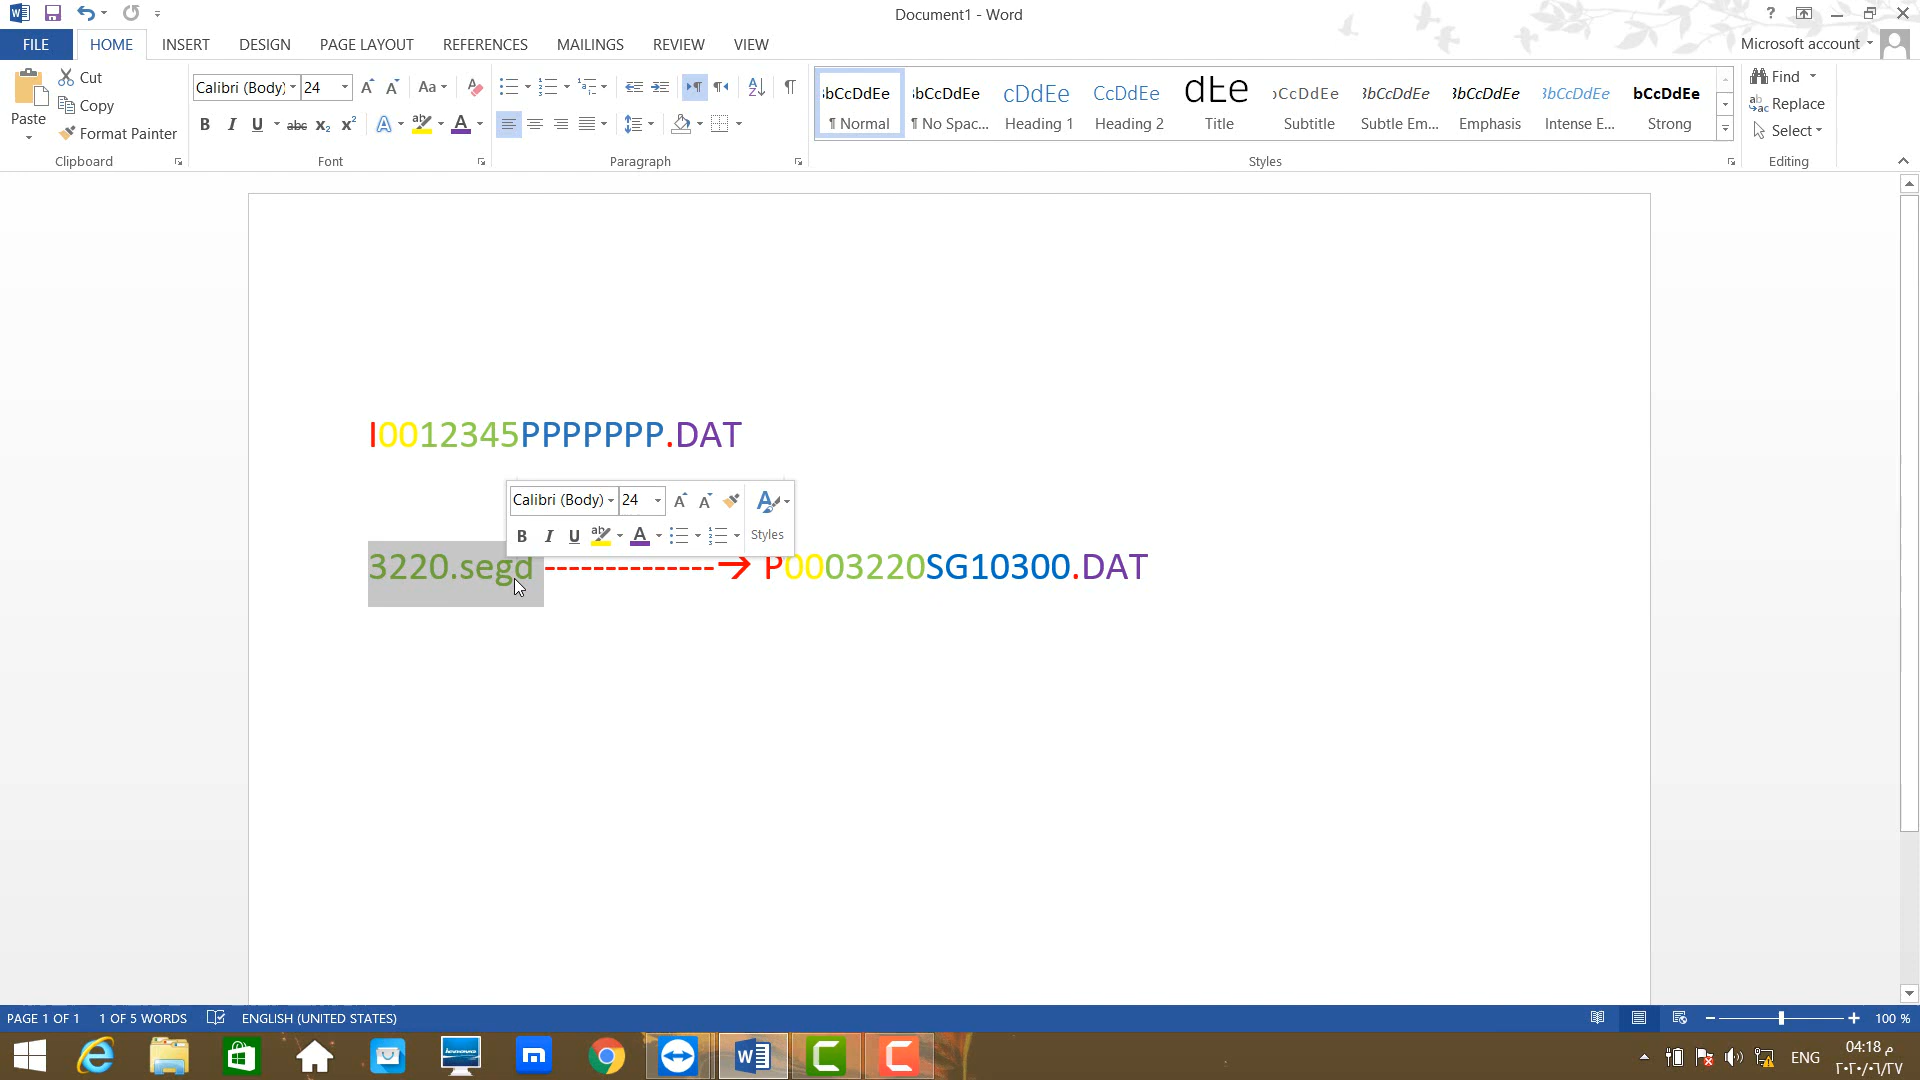 Document1 - Word
?
FILE HOME INSERT DESIGN PAGE LAYOUT REFERENCES MAILINGS REVIEW VIEW
Microsoft account
Paste
Cut
Copy
Format Painter
Clipboard
Calibri (Body) 24
Font
Paragraph
¶ Normal
¶ No Spac...
Heading 1
Heading 2
Title
Subtitle
Subtle Em...
Emphasis
Intense E...
Strong
Styles
Find
Replace
Select
Editing
I0012345PPPPPPP.DAT
Calibri (Body) 24
B I U
Styles
3220.segd --------------→ P0003220SG10300.DAT
PAGE 1 OF 1 1 OF 5 WORDS ENGLISH (UNITED STATES)
100 %
ENG
04:18 م
٢٠٢٠/٠٦/٢٧